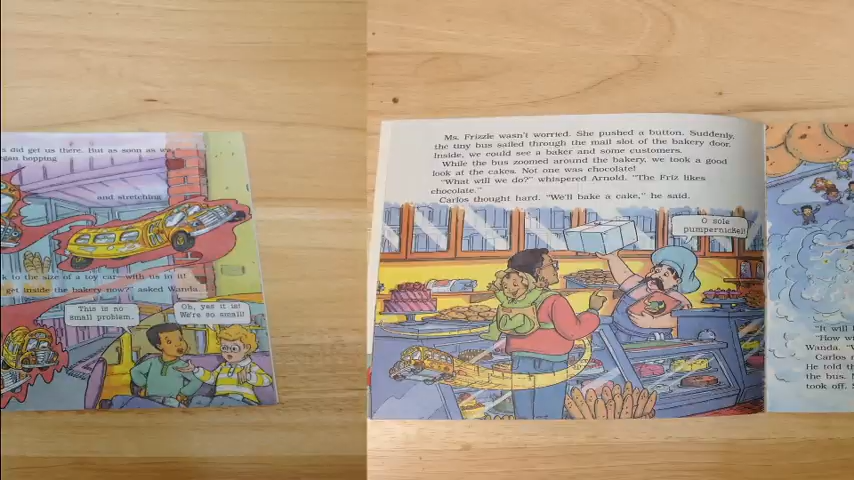 s did get us there. But as soon as we
gan hopping
and stretching
k to the size of a toy car—with us in it!
get inside the bakery now?" asked Wanda.
This is no
small problem.
Oh, yes it is!
We're so small!
Ms. Frizzle wasn't worried. She pushed a button. Suddenly,
the tiny bus sailed through the mail slot of the bakery door.
Inside, we could see a baker and some customers.
While the bus zoomed around the bakery, we took a good
look at the cakes. Not one was chocolate!
"What will we do?" whispered Arnold. "The Friz likes
chocolate."
Carlos thought hard. "We'll bake a cake," he said.
O sole
pumpernickel!
"It will
"How wi
Wanda. "
Carlos
He told th
the bus.
took off.